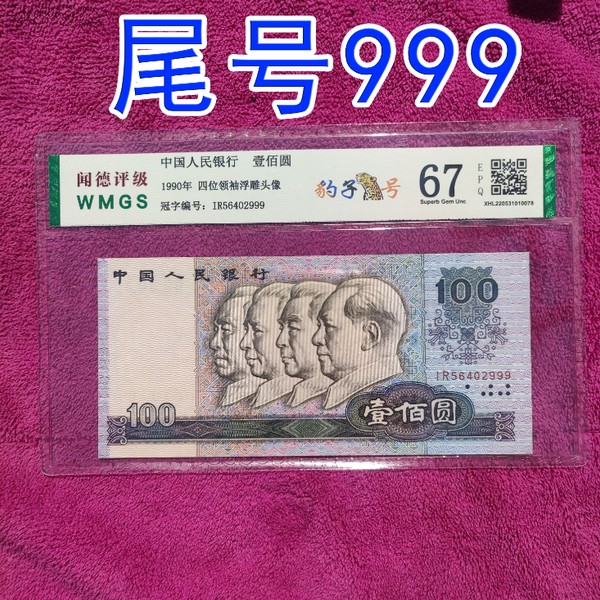 尾号999
闻德评级
WMGS
中国人民银行 壹佰圆
1990年 四位领袖浮雕头像
冠字编号: IR56402999
豹子号
67
Superb Gem Unc
EPQ
XHL220531010078
中国人民银行
100
IR56402999
100
壹佰圆